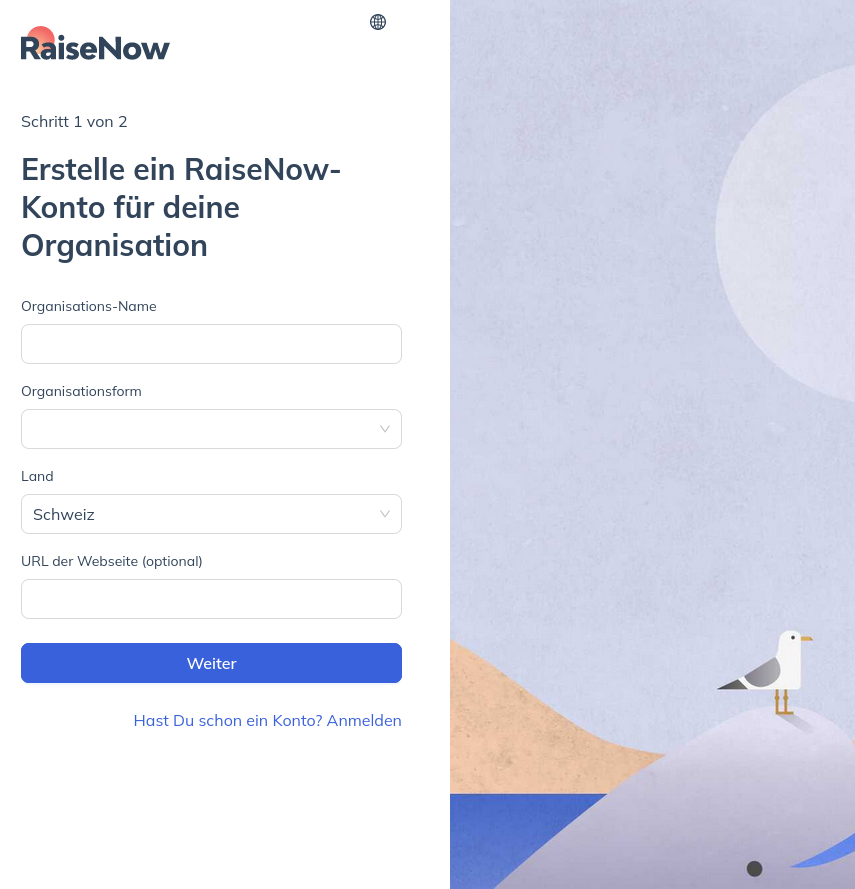 RaiseNow
Schritt 1 von 2
Erstelle ein RaiseNow-
Konto für deine
Organisation
Organisations-Name
Organisationsform
Land
Schweiz
URL der Webseite (optional)
Weiter
Hast Du schon ein Konto? Anmelden